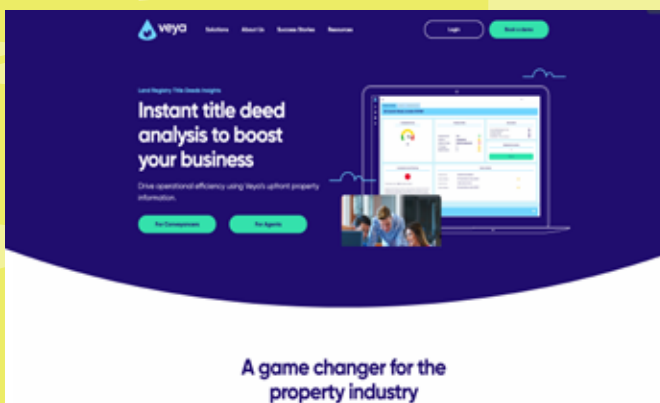 veya
Solutions About Us Success Stories Resources
Login
Book a demo
Land Registry Title Deeds Insights
Instant title deed
analysis to boost
your business
Drive operational efficiency using Veya's upfront property
information.
For Conveyancers
For Agents
A game changer for the
property industry